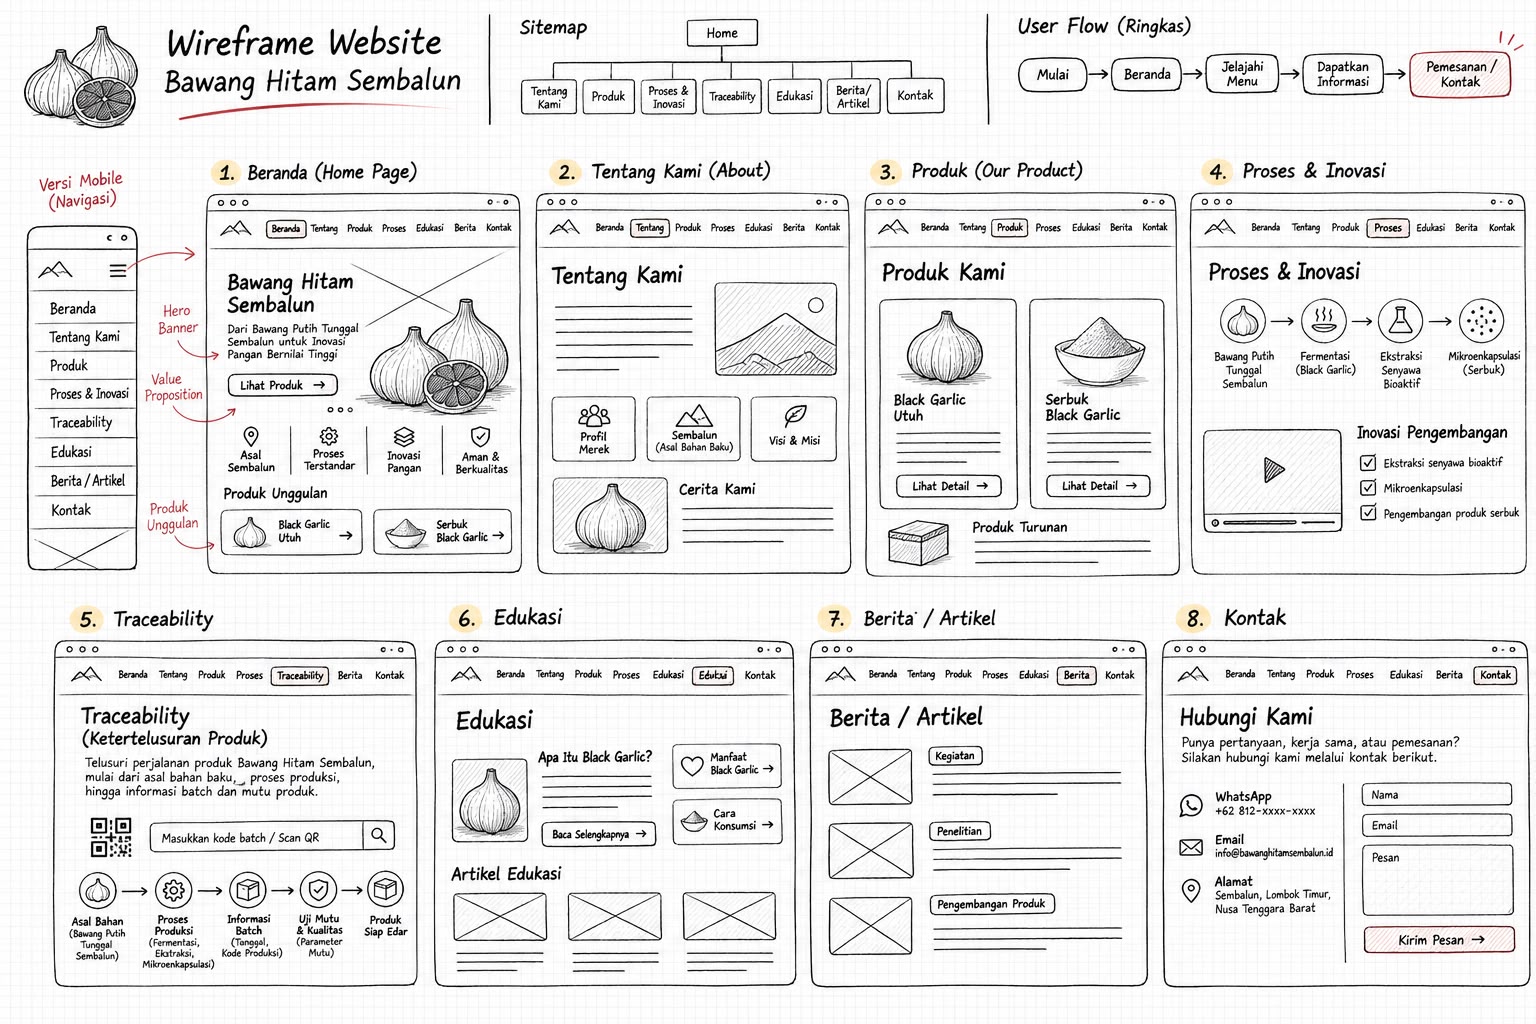 Wireframe Website
Bawang Hitam Sembalun
Sitemap
Home
Tentang
Kami
Produk
Proses &
Inovasi
Traceability
Edukasi
Berita/
Artikel
Kontak
User Flow (Ringkas)
Mulai
Beranda
Jelajahi
Menu
Dapatkan
Informasi
Pemesanan /
Kontak
Versi Mobile
(Navigasi)
Beranda
Tentang Kami
Produk
Proses & Inovasi
Traceability
Edukasi
Berita / Artikel
Kontak
Hero
Banner
Value
Proposition
Produk
Unggulan
1. Beranda (Home Page)
Beranda Tentang Produk Proses Edukasi Berita Kontak
Bawang Hitam
Sembalun
Dari Bawang Putih Tunggal
Sembalun untuk Inovasi
Pangan Bernilai Tinggi
Lihat Produk →
Asal
Sembalun
Proses
Terstandar
Inovasi
Pangan
Aman &
Berkualitas
Produk Unggulan
Black Garlic
Utuh →
Serbuk
Black Garlic →
2. Tentang Kami (About)
Beranda Tentang Produk Proses Edukasi Berita Kontak
Tentang Kami
Profil
Merek
Sembalun
(Asal Bahan Baku)
Visi & Misi
Cerita Kami
3. Produk (Our Product)
Beranda Tentang Produk Proses Edukasi Berita Kontak
Produk Kami
Black Garlic
Utuh
Lihat Detail →
Serbuk
Black Garlic
Lihat Detail →
Produk Turunan
4. Proses & Inovasi
Beranda Tentang Produk Proses Edukasi Berita Kontak
Proses & Inovasi
Bawang Putih
Tunggal
Sembalun
Fermentasi
(Black Garlic)
Ekstraksi
Senyawa
Bioaktif
Mikroenkapsulasi
(Serbuk)
Inovasi Pengembangan
Ekstraksi senyawa bioaktif
Mikroenkapsulasi
Pengembangan produk serbuk
5. Traceability
Beranda Tentang Produk Proses Traceability Berita Kontak
Traceability
(Ketertelusuran Produk)
Telusuri perjalanan produk Bawang Hitam Sembalun,
mulai dari asal bahan baku, proses produksi,
hingga informasi batch dan mutu produk.
Masukkan kode batch / Scan QR
Asal Bahan
(Bawang Putih
Tunggal
Sembalun)
Proses
Produksi
(Fermentasi,
Ekstraksi,
Mikroenkapsulasi)
Informasi
Batch
(Tanggal,
Kode Produksi)
Uji Mutu
& Kualitas
(Parameter
Mutu)
Produk
Siap Edar
6. Edukasi
Beranda Tentang Produk Proses Edukasi Kontak
Edukasi
Apa Itu Black Garlic?
Baca Selengkapnya →
Manfaat
Black Garlic →
Cara
Konsumsi →
Artikel Edukasi
7. Berita / Artikel
Beranda Tentang Produk Proses Edukasi Berita Kontak
Berita / Artikel
Kegiatan
Penelitian
Pengembangan Produk
8. Kontak
Beranda Tentang Produk Proses Edukasi Berita Kontak
Hubungi Kami
Punya pertanyaan, kerja sama, atau pemesanan?
Silakan hubungi kami melalui kontak berikut.
WhatsApp
+62 812-xxxx-xxxx
Email
info@bawanghitamsembalun.id
Alamat
Sembalun, Lombok Timur,
Nusa Tenggara Barat
Nama
Email
Pesan
Kirim Pesan →